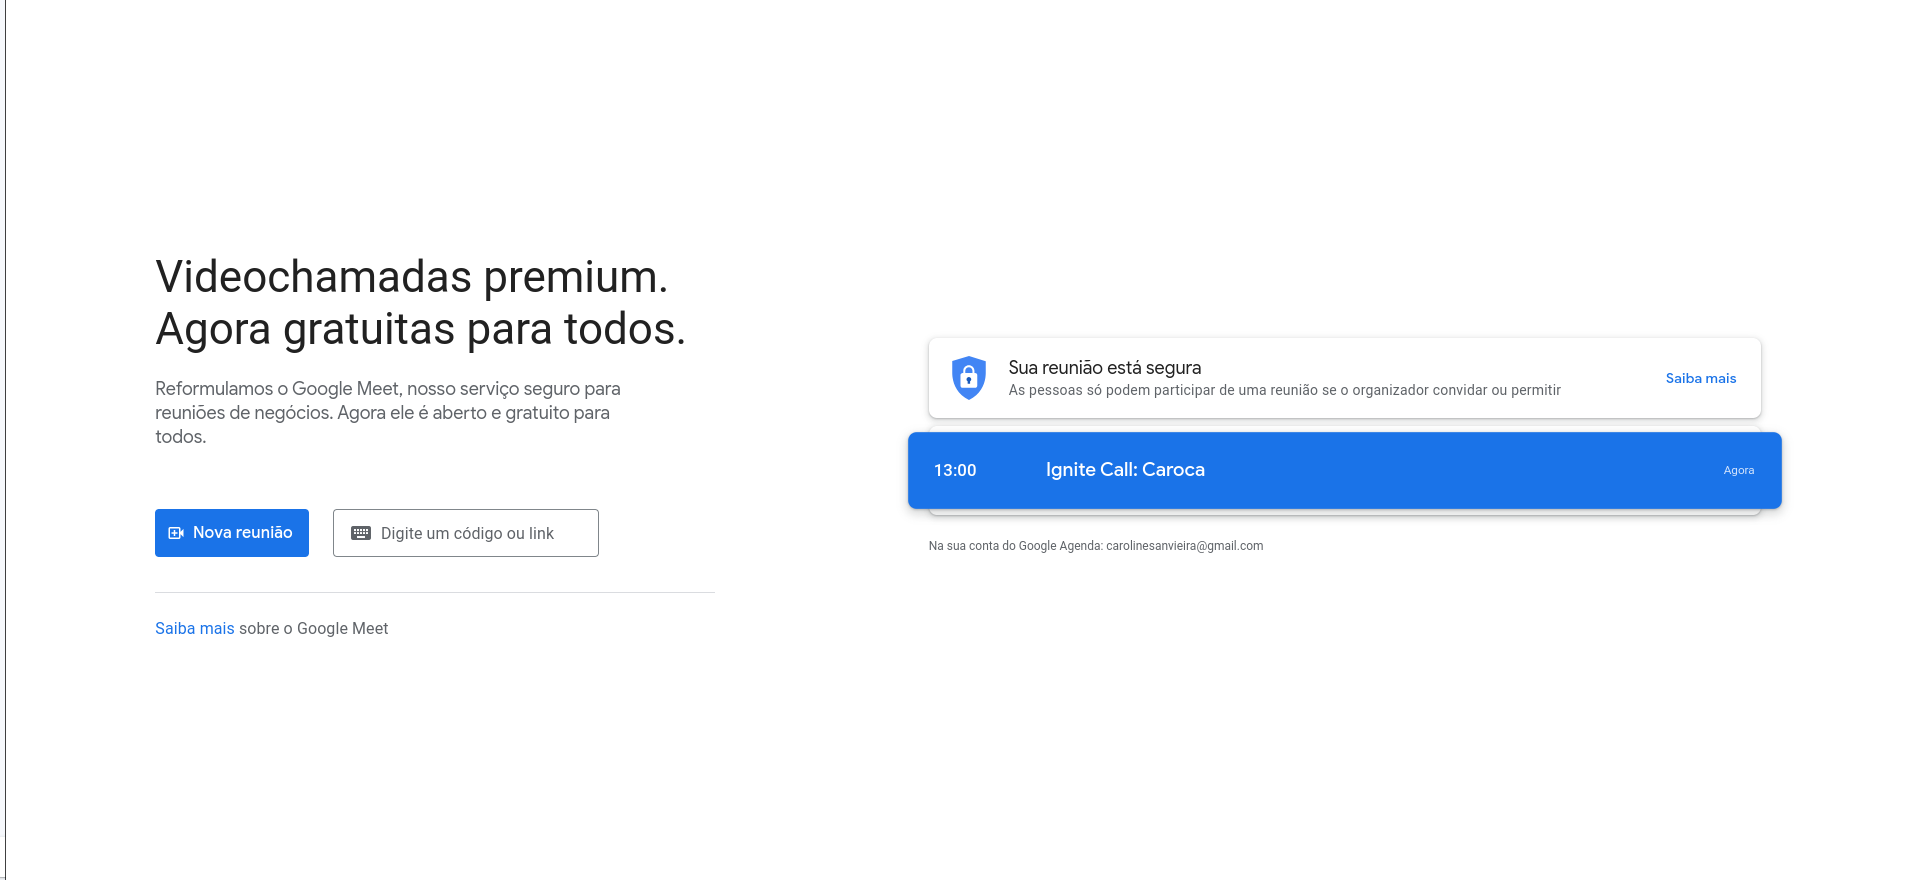 Videochamadas premium.
Agora gratuitas para todos.
Reformulamos o Google Meet, nosso serviço seguro para
reuniões de negócios. Agora ele é aberto e gratuito para
todos.
Nova reunião
Digite um código ou link
Saiba mais sobre o Google Meet
Sua reunião está segura
As pessoas só podem participar de uma reunião se o organizador convidar ou permitir
Saiba mais
13:00 Ignite Call: Caroca Agora
Na sua conta do Google Agenda: carolinesanvieira@gmail.com